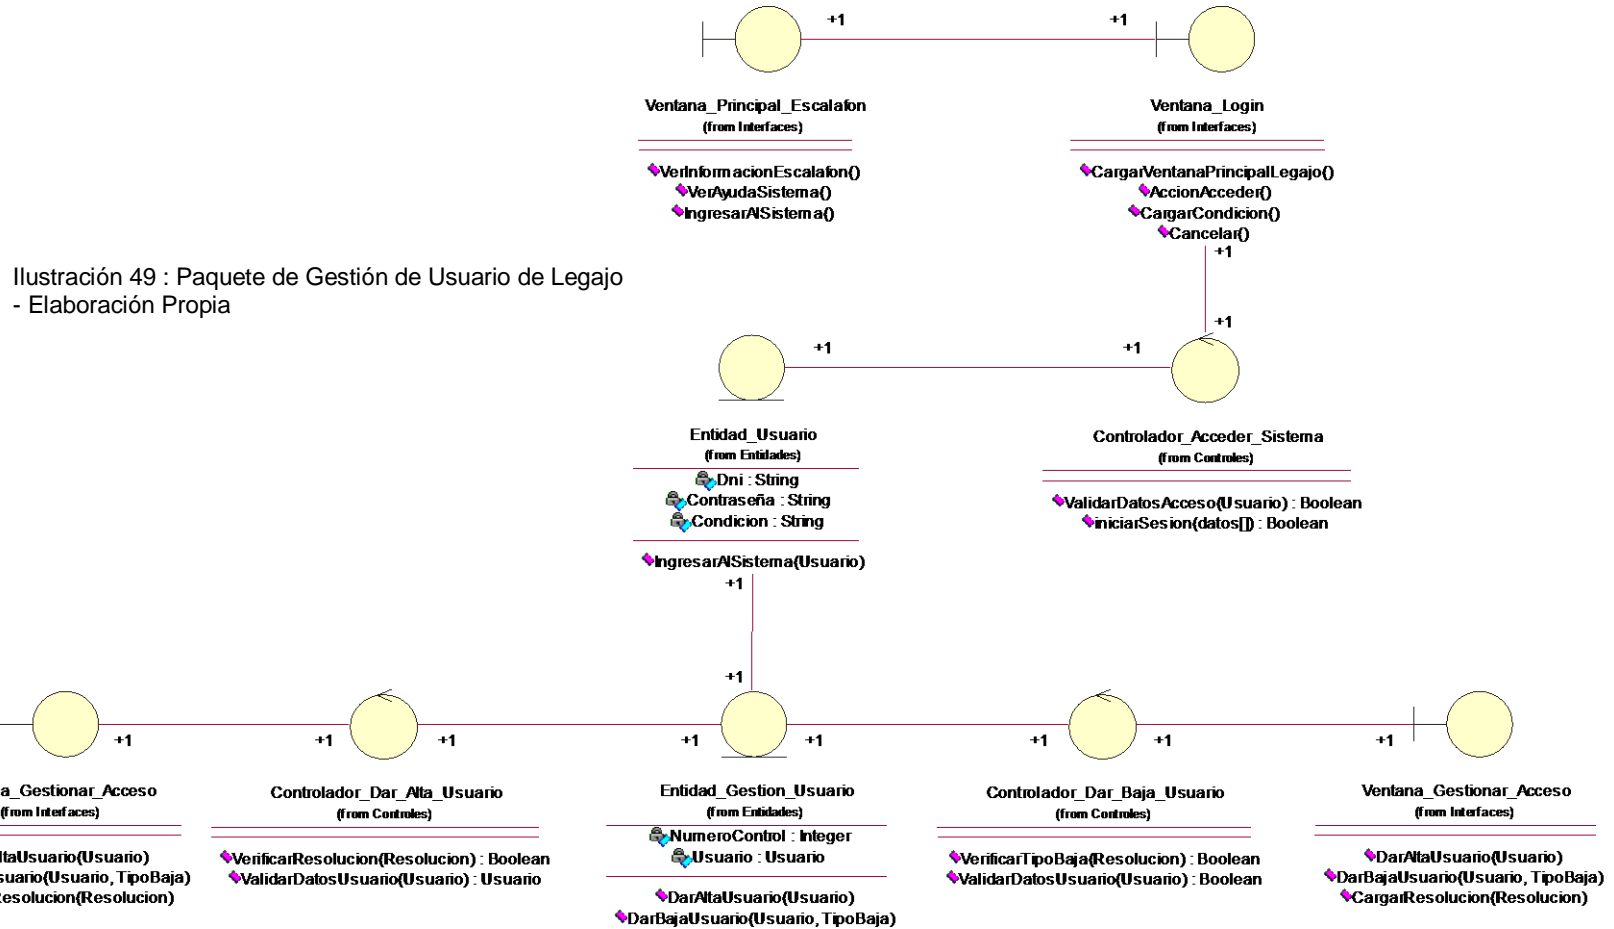 +1 +1
Ventana_Principal_Escalafon
(from Interfaces)
VerInformacionEscalafon()
VerAyudaSistema()
IngresarAlSistema()
Ventana_Login
(from Interfaces)
CargarVentanaPrincipalLegajo()
AccionAcceder()
CargarCondicion()
Cancelar()
+1
Ilustración 49 : Paquete de Gestión de Usuario de Legajo
- Elaboración Propia
+1
+1 +1
Entidad_Usuario
(from Entidades)
Dni : String
Contraseña : String
Condicion : String
IngresarAlSistema(Usuario)
Controlador_Acceder_Sistema
(from Controles)
ValidarDatosAcceso(Usuario) : Boolean
iniciarSesion(datos[]) : Boolean
+1
+1
+1 +1 +1 +1 +1 +1 +1 +1
a_Gestionar_Acceso
(from Interfaces)
ltaUsuario(Usuario)
suario(Usuario, TipoBaja)
Resolucion(Resolucion)
Controlador_Dar_Alta_Usuario
(from Controles)
VerificarResolucion(Resolucion) : Boolean
ValidarDatosUsuario(Usuario) : Usuario
Entidad_Gestion_Usuario
(from Entidades)
NumeroControl : Integer
Usuario : Usuario
DarAltaUsuario(Usuario)
DarBajaUsuario(Usuario, TipoBaja)
Controlador_Dar_Baja_Usuario
(from Controles)
VerificarTipoBaja(Resolucion) : Boolean
ValidarDatosUsuario(Usuario) : Boolean
Ventana_Gestionar_Acceso
(from Interfaces)
DarAltaUsuario(Usuario)
DarBajaUsuario(Usuario, TipoBaja)
CargarResolucion(Resolucion)